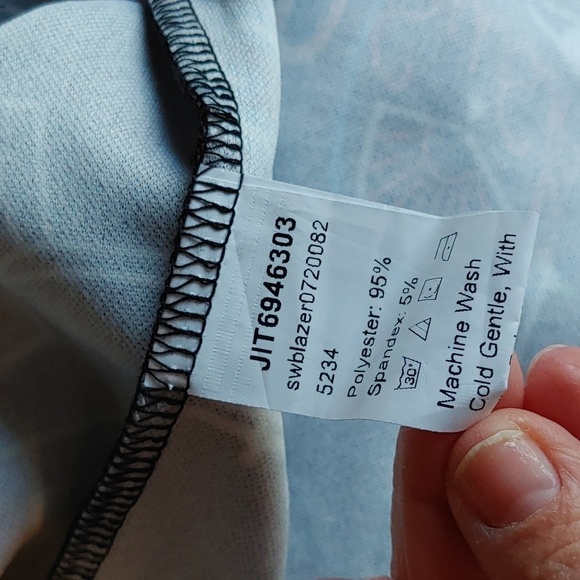 JIT6946303
swblazer0720082
5234
Polyester: 95%
Spandex: 5%
30°
Machine Wash
Cold Gentle, With